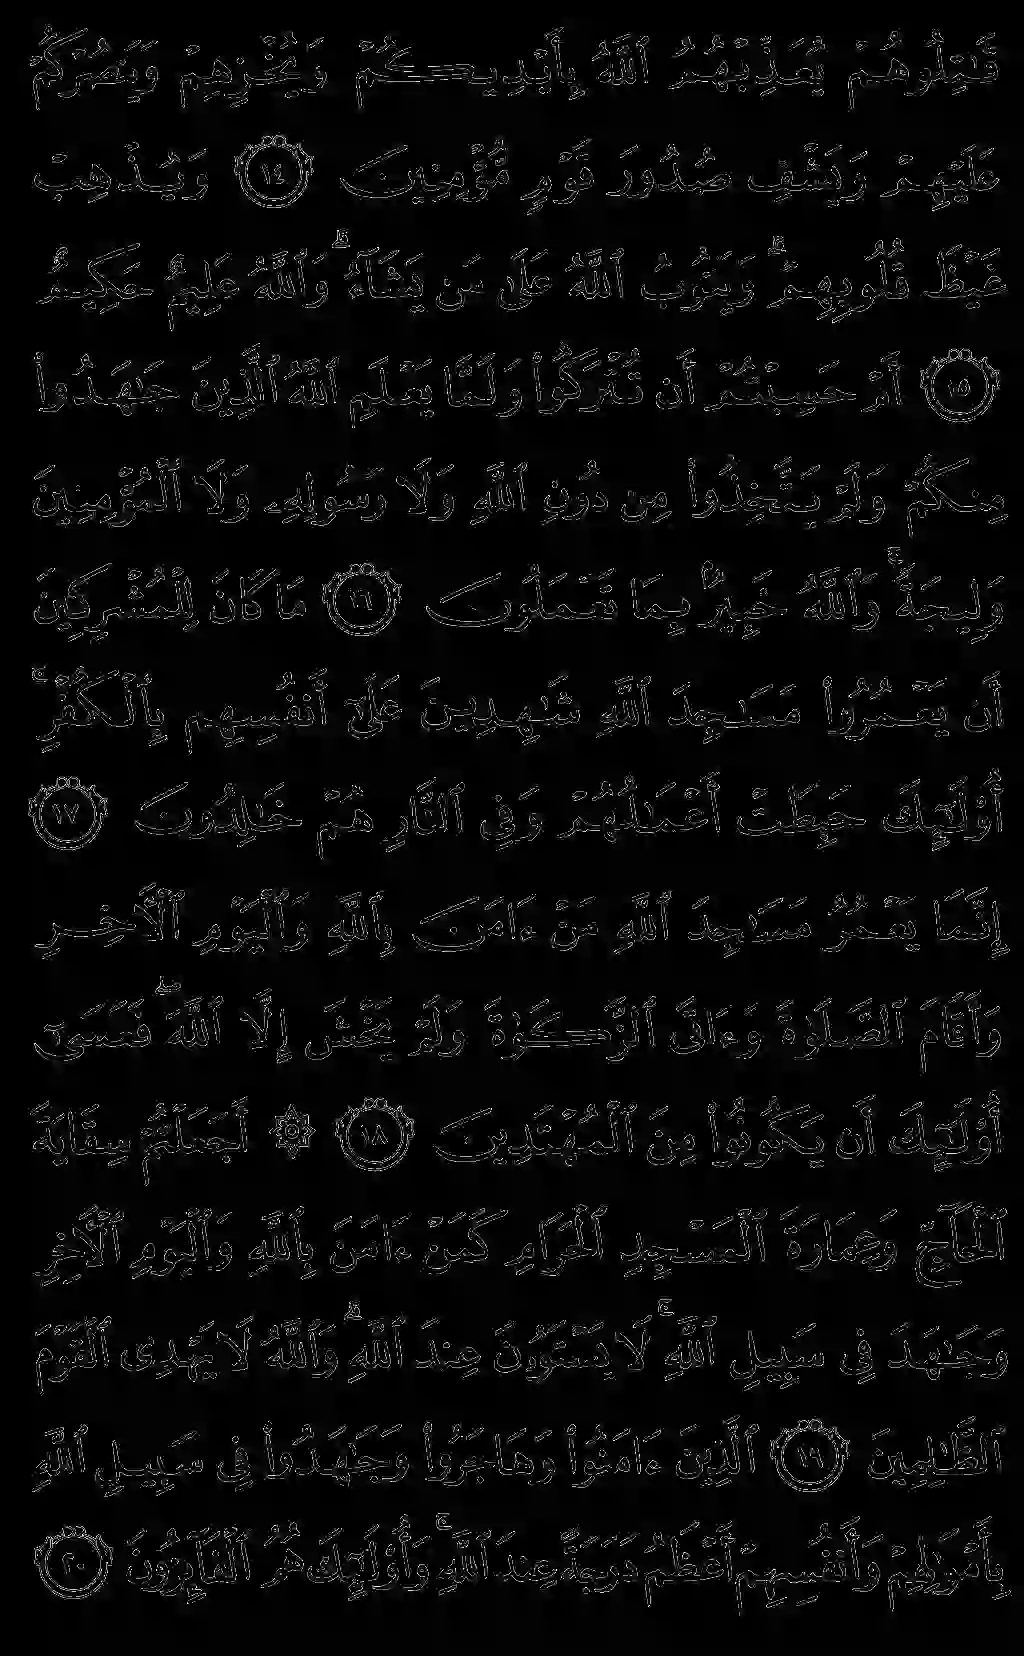 قَـٰتِلُوهُمْ يُعَذِّبْهُمُ ٱللَّهُ بِأَيْدِيكُمْ وَيُخْزِهِمْ وَيَنصُرْكُمْ
عَلَيْهِمْ وَيَشْفِ صُدُورَ قَوْمٍ مُّؤْمِنِينَ ١٤ وَيُذْهِبْ
غَيْظَ قُلُوبِهِمْ ۗ وَيَتُوبُ ٱللَّهُ عَلَىٰ مَن يَشَآءُ ۗ وَٱللَّهُ عَلِيمٌ حَكِيمٌ
١٥ أَمْ حَسِبْتُمْ أَن تُتْرَكُوا۟ وَلَمَّا يَعْلَمِ ٱللَّهُ ٱلَّذِينَ جَـٰهَدُوا۟
مِنكُمْ وَلَمْ يَتَّخِذُوا۟ مِن دُونِ ٱللَّهِ وَلَا رَسُولِهِۦ وَلَا ٱلْمُؤْمِنِينَ
وَلِيجَةً ۚ وَٱللَّهُ خَبِيرٌۢ بِمَا تَعْمَلُونَ ١٦ مَا كَانَ لِلْمُشْرِكِينَ
أَن يَعْمُرُوا۟ مَسَـٰجِدَ ٱللَّهِ شَـٰهِدِينَ عَلَىٰٓ أَنفُسِهِم بِٱلْكُفْرِ ۚ
أُو۟لَـٰٓئِكَ حَبِطَتْ أَعْمَـٰلُهُمْ وَفِى ٱلنَّارِ هُمْ خَـٰلِدُونَ ١٧
إِنَّمَا يَعْمُرُ مَسَـٰجِدَ ٱللَّهِ مَنْ ءَامَنَ بِٱللَّهِ وَٱلْيَوْمِ ٱلْـَٔاخِرِ
وَأَقَامَ ٱلصَّلَوٰةَ وَءَاتَى ٱلزَّكَوٰةَ وَلَمْ يَخْشَ إِلَّا ٱللَّهَ ۖ فَعَسَىٰٓ
أُو۟لَـٰٓئِكَ أَن يَكُونُوا۟ مِنَ ٱلْمُهْتَدِينَ ١٨ ۞ أَجَعَلْتُمْ سِقَايَةَ
ٱلْحَآجِّ وَعِمَارَةَ ٱلْمَسْجِدِ ٱلْحَرَامِ كَمَنْ ءَامَنَ بِٱللَّهِ وَٱلْيَوْمِ ٱلْـَٔاخِرِ
وَجَـٰهَدَ فِى سَبِيلِ ٱللَّهِ ۚ لَا يَسْتَوُۥنَ عِندَ ٱللَّهِ ۗ وَٱللَّهُ لَا يَهْدِى ٱلْقَوْمَ
ٱلظَّـٰلِمِينَ ١٩ ٱلَّذِينَ ءَامَنُوا۟ وَهَاجَرُوا۟ وَجَـٰهَدُوا۟ فِى سَبِيلِ ٱللَّهِ
بِأَمْوَٰلِهِمْ وَأَنفُسِهِمْ أَعْظَمُ دَرَجَةً عِندَ ٱللَّهِ ۚ وَأُو۟لَـٰٓئِكَ هُمُ ٱلْفَآئِزُونَ ٢٠